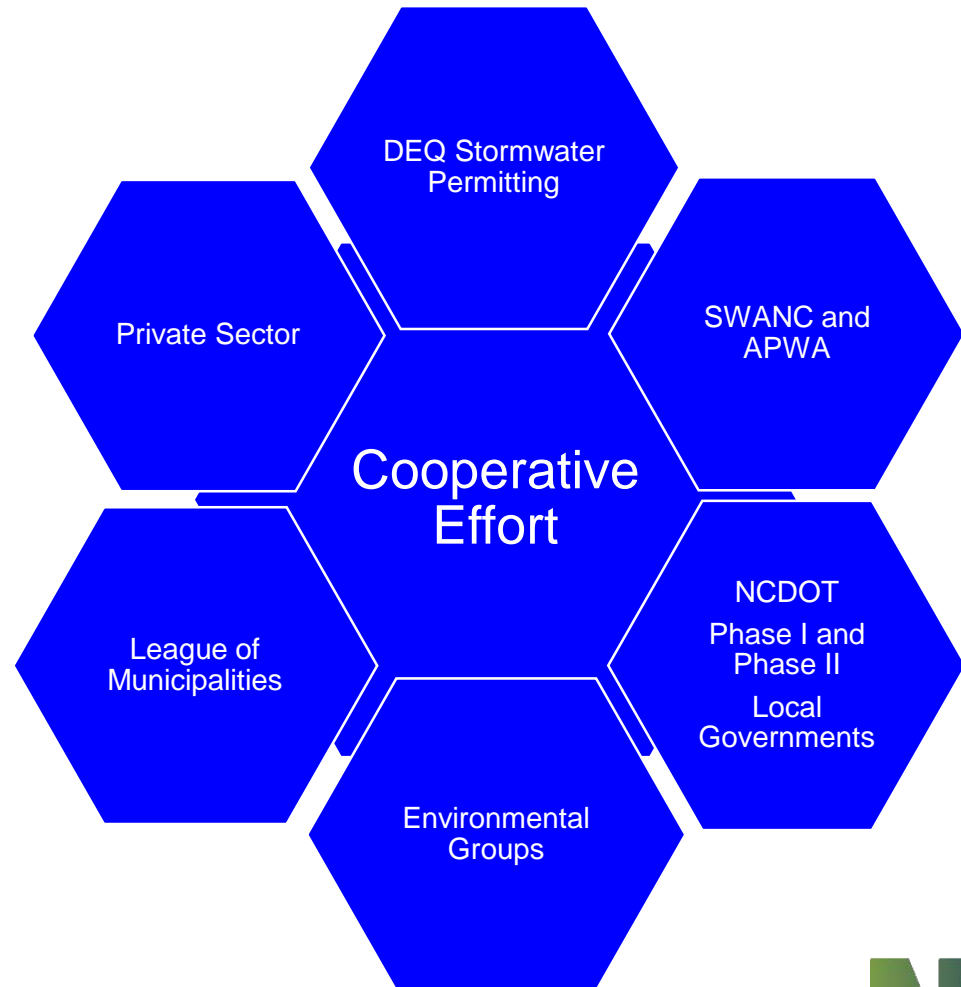 DEQ Stormwater
Permitting
SWANC and
APWA
NCDOT
Phase I and
Phase II
Local
Governments
Environmental
Groups
League of
Municipalities
Private Sector
Cooperative
Effort